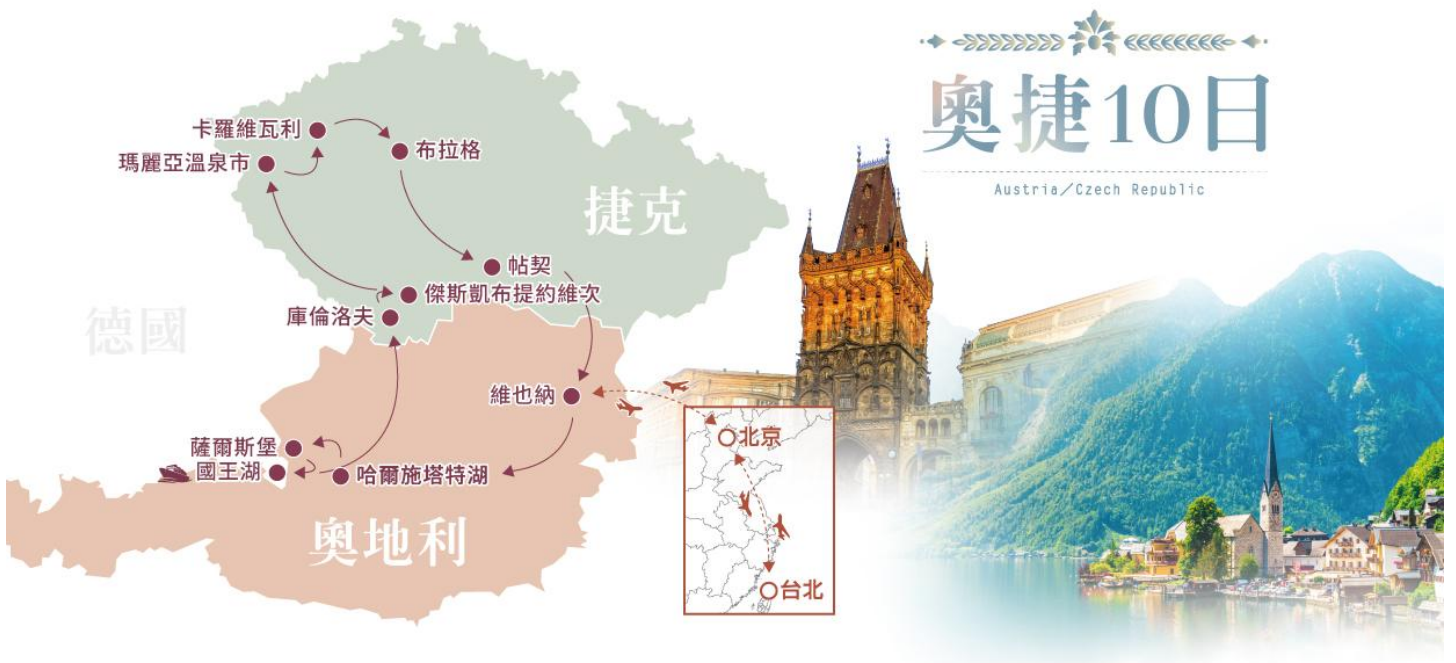 奧捷10日
Austria/Czech Republic
卡羅維瓦利
瑪麗亞溫泉市
布拉格
捷克
帖契
傑斯凱布提約維次
庫倫洛夫
德國
維也納
薩爾斯堡
國王湖
哈爾施塔特湖
奧地利
北京
台北